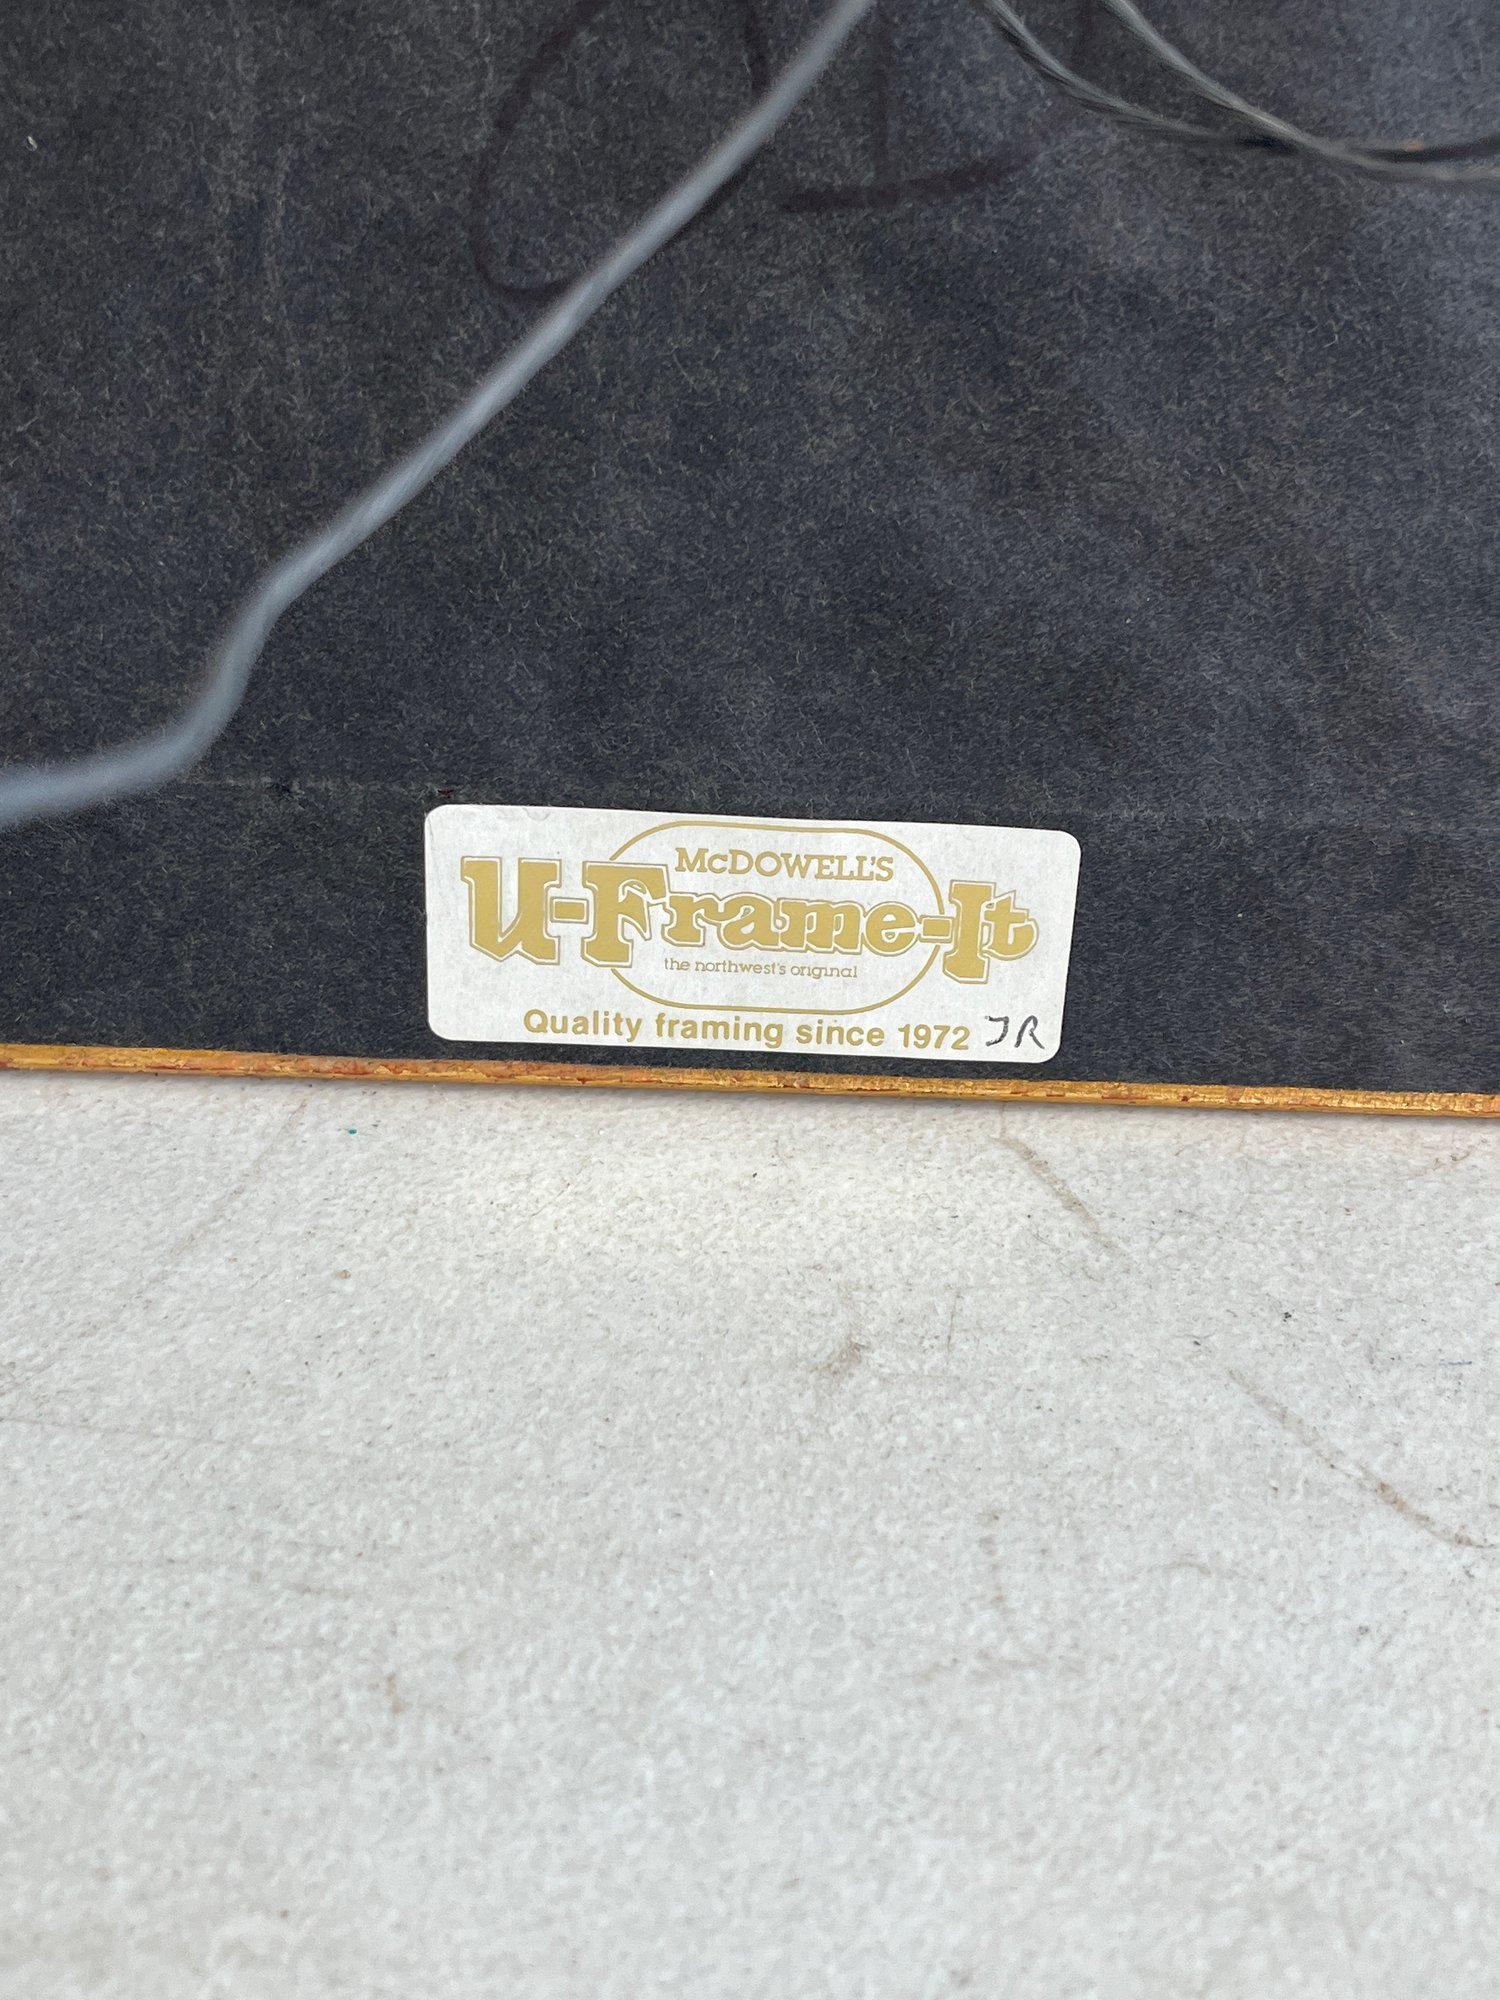 McDOWELL'S
U-Frame-It
the northwest's original
Quality framing since 1972 JR